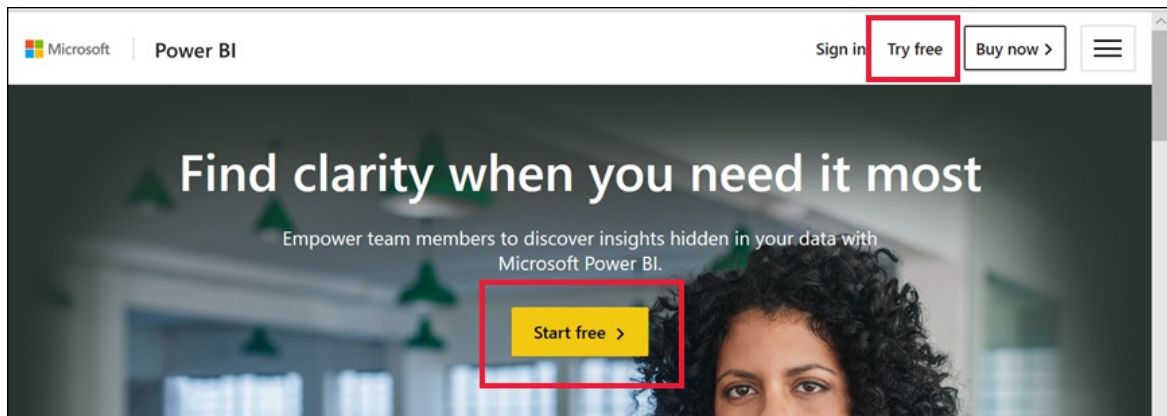 Microsoft Power BI Sign in Try free Buy now >
Find clarity when you need it most
Empower team members to discover insights hidden in your data with
Microsoft Power BI.
Start free >